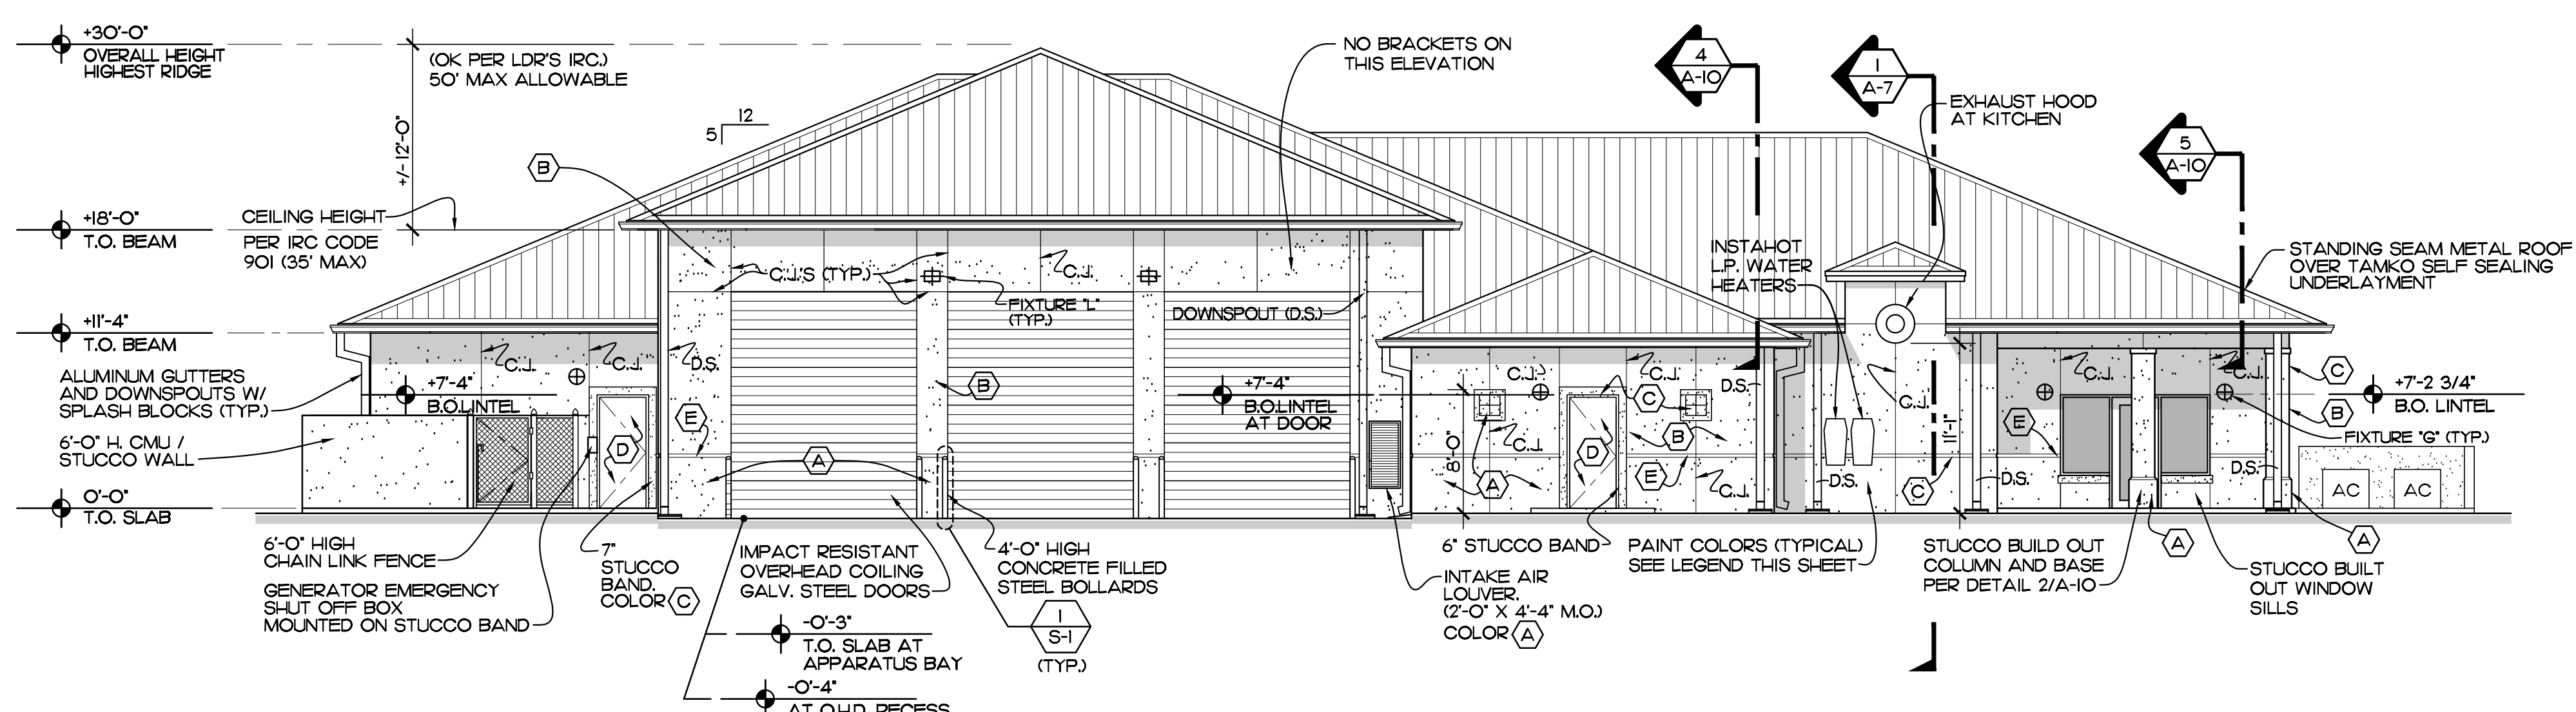 +30'-0"
OVERALL HEIGHT
HIGHEST RIDGE
(OK PER LDR'S IRC.)
50' MAX ALLOWABLE
+/- 12'-0"
12
5
B
NO BRACKETS ON
THIS ELEVATION
4
A-10
1
A-7
EXHAUST HOOD
AT KITCHEN
5
A-10
+18'-0"
T.O. BEAM
CEILING HEIGHT
PER IRC CODE
901 (35' MAX)
C.J.'S (TYP.)
C.J.
FIXTURE "L"
(TYP.)
DOWNSPOUT (D.S.)
INSTAHOT
L.P. WATER
HEATERS
STANDING SEAM METAL ROOF
OVER TAMKO SELF SEALING
UNDERLAYMENT
+11'-4"
T.O. BEAM
ALUMINUM GUTTERS
AND DOWNSPOUTS W/
SPLASH BLOCKS (TYP.)
6'-0" H. CMU /
STUCCO WALL
0'-0"
T.O. SLAB
C.J.
C.J.
D.S.
+7'-4"
B.O.LINTEL
D
E
B
A
+7'-4"
B.O.LINTEL
AT DOOR
8'-0"
C.J.
C.J.
C.J.
C.J.
A
D
C
B
E
D.S.
D.S.
C.J.
11'-1"
C
D.S.
E
C.J.
C.J.
D.S.
C
B
+7'-2 3/4"
B.O. LINTEL
FIXTURE "G" (TYP.)
AC
AC
A
A
6'-0" HIGH
CHAIN LINK FENCE
GENERATOR EMERGENCY
SHUT OFF BOX
MOUNTED ON STUCCO BAND
7"
STUCCO
BAND.
COLOR C
IMPACT RESISTANT
OVERHEAD COILING
GALV. STEEL DOORS
4'-0" HIGH
CONCRETE FILLED
STEEL BOLLARDS
1
S-1
(TYP.)
-0'-3"
T.O. SLAB AT
APPARATUS BAY
-0'-4"
AT O.H.D. RECESS
6" STUCCO BAND
INTAKE AIR
LOUVER.
(2'-0" X 4'-4" M.O.)
COLOR A
PAINT COLORS (TYPICAL)
SEE LEGEND THIS SHEET
STUCCO BUILD OUT
COLUMN AND BASE
PER DETAIL 2/A-10
STUCCO BUILT
OUT WINDOW
SILLS